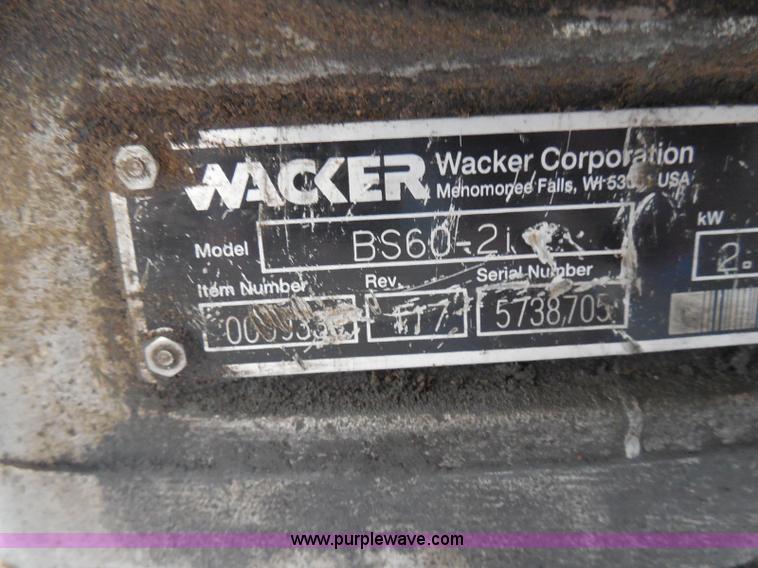 WACKER Wacker Corporation
Menomonee Falls, WI USA
kW
Model BS60-2i 2.
Item Number Rev. Serial Number
5738705
www.purplewave.com